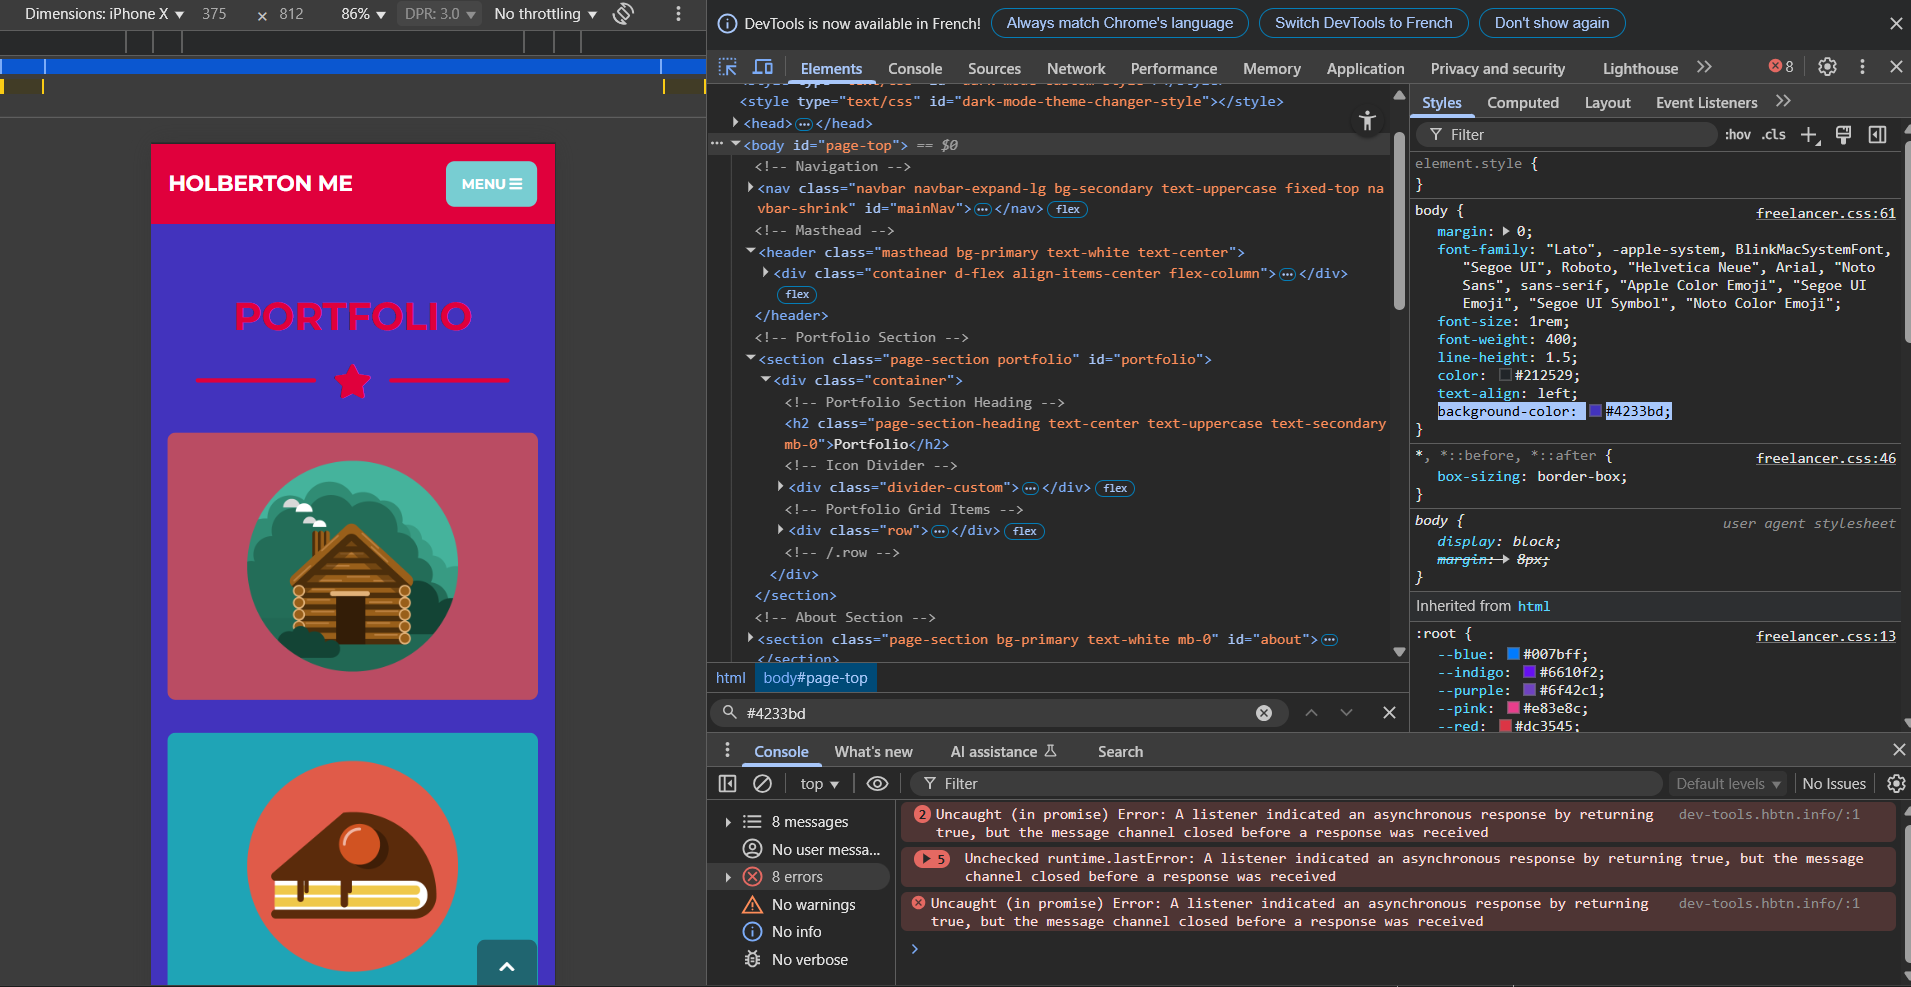 Dimensions: iPhone X ▼ 375 × 812 86% ▼ DPR: 3.0 ▼ No throttling ▼
HOLBERTON ME
MENU
PORTFOLIO
DevTools is now available in French! Always match Chrome's language Switch DevTools to French Don't show again
Elements Console Sources Network Performance Memory Application Privacy and security Lighthouse 8
<style type="text/css" id="dark-mode-theme-changer-style"></style>
<head> ••• </head>
••• <body id="page-top"> == $0
<!-- Navigation -->
<nav class="navbar navbar-expand-lg bg-secondary text-uppercase fixed-top na
vbar-shrink" id="mainNav"> ••• </nav> flex
<!-- Masthead -->
<header class="masthead bg-primary text-white text-center">
<div class="container d-flex align-items-center flex-column"> ••• </div>
flex
</header>
<!-- Portfolio Section -->
<section class="page-section portfolio" id="portfolio">
<div class="container">
<!-- Portfolio Section Heading -->
<h2 class="page-section-heading text-center text-uppercase text-secondary
mb-0">Portfolio</h2>
<!-- Icon Divider -->
<div class="divider-custom"> ••• </div> flex
<!-- Portfolio Grid Items -->
<div class="row"> ••• </div> flex
<!-- /.row -->
</div>
</section>
<!-- About Section -->
<section class="page-section bg-primary text-white mb-0" id="about"> •••
</section>
html body#page-top
#4233bd
Styles Computed Layout Event Listeners
Filter :hov .cls
element.style {
}
body { freelancer.css:61
margin: 0;
font-family: "Lato", -apple-system, BlinkMacSystemFont,
"Segoe UI", Roboto, "Helvetica Neue", Arial, "Noto
Sans", sans-serif, "Apple Color Emoji", "Segoe UI
Emoji", "Segoe UI Symbol", "Noto Color Emoji";
font-size: 1rem;
font-weight: 400;
line-height: 1.5;
color: #212529;
text-align: left;
background-color: #4233bd;
}
*, *::before, *::after { freelancer.css:46
box-sizing: border-box;
}
body { user agent stylesheet
display: block;
margin: 8px;
}
Inherited from html
:root { freelancer.css:13
--blue: #007bff;
--indigo: #6610f2;
--purple: #6f42c1;
--pink: #e83e8c;
--red: #dc3545;
Console What's new AI assistance Search
top ▼ Filter Default levels ▼ No Issues
8 messages
No user messa...
8 errors
No warnings
No info
No verbose
2 Uncaught (in promise) Error: A listener indicated an asynchronous response by returning dev-tools.hbtn.info/:1
true, but the message channel closed before a response was received
5 Unchecked runtime.lastError: A listener indicated an asynchronous response by returning true, but the message
channel closed before a response was received
Uncaught (in promise) Error: A listener indicated an asynchronous response by returning dev-tools.hbtn.info/:1
true, but the message channel closed before a response was received